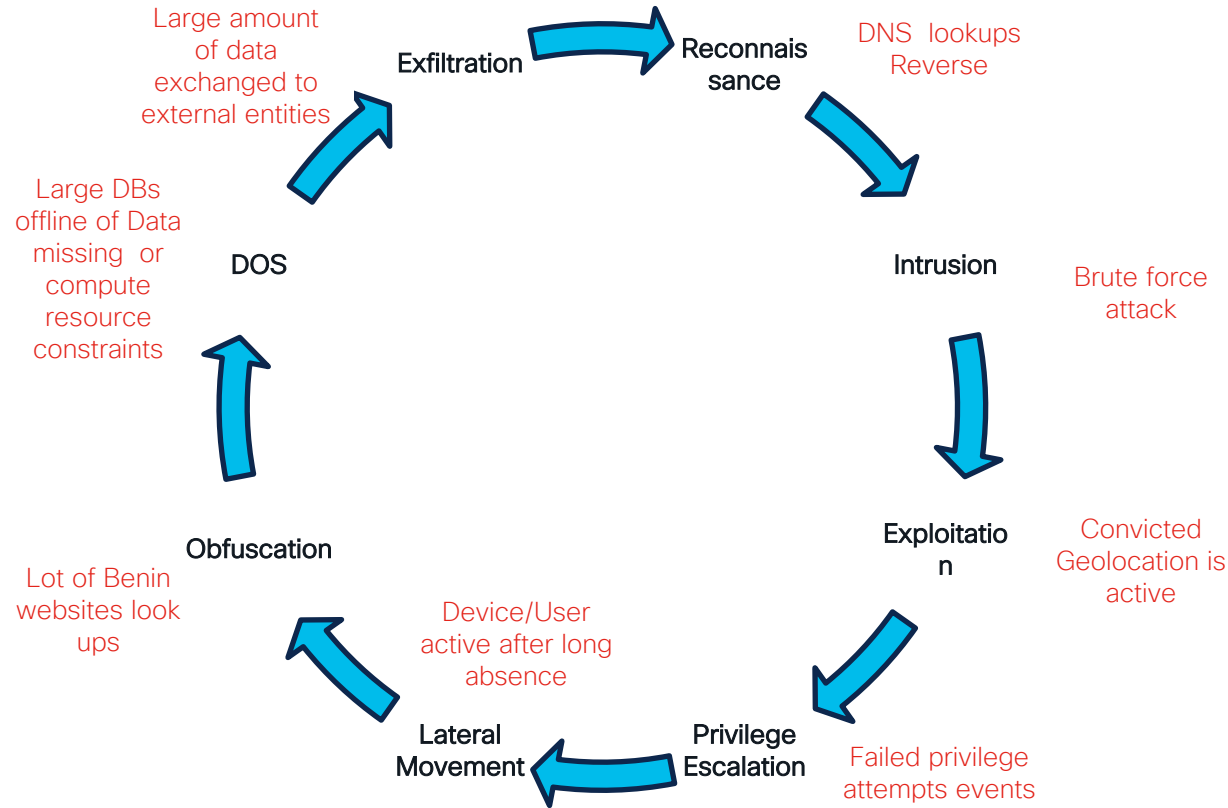 Large amount
of data
exchanged to
external entities
Exfiltration
Reconnais
sance
DNS lookups
Reverse
Large DBs
offline of Data
missing or
compute
resource
constraints
DOS
Intrusion
Brute force
attack
Obfuscation
Exploitatio
n
Convicted
Geolocation is
active
Lot of Benin
websites look
ups
Device/User
active after long
absence
Lateral
Movement
Privilege
Escalation
Failed privilege
attempts events